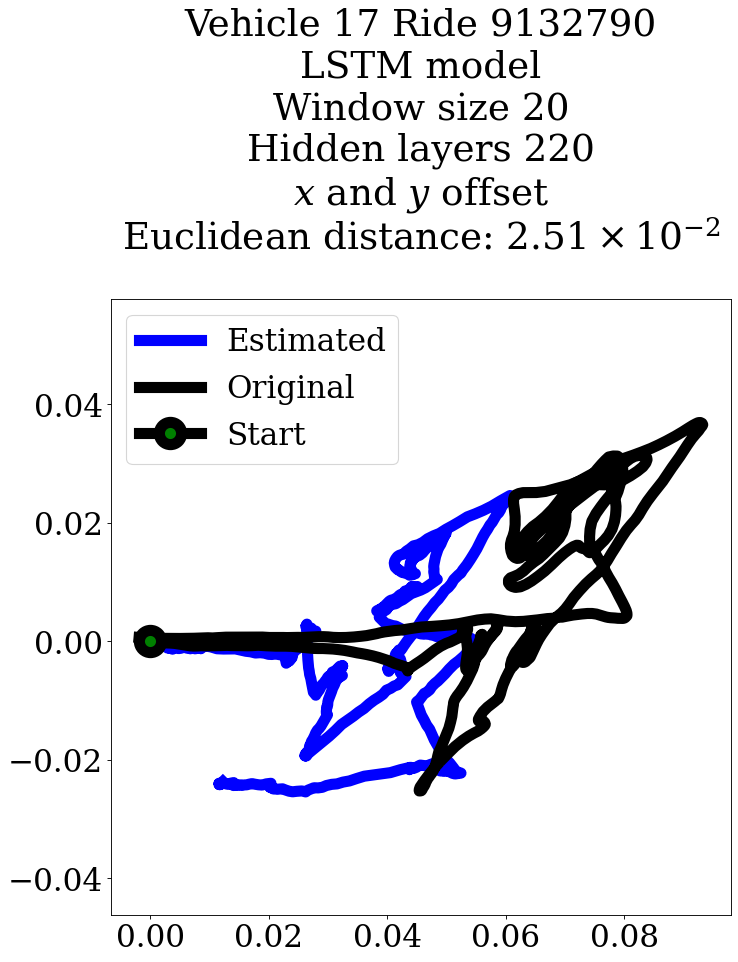 Vehicle 17 Ride 9132790
LSTM model
Window size 20
Hidden layers 220
x and y offset
Euclidean distance: 2.51 × 10⁻²
Estimated
Original
Start
0.04
0.02
0.00
−0.02
−0.04
0.00 0.02 0.04 0.06 0.08